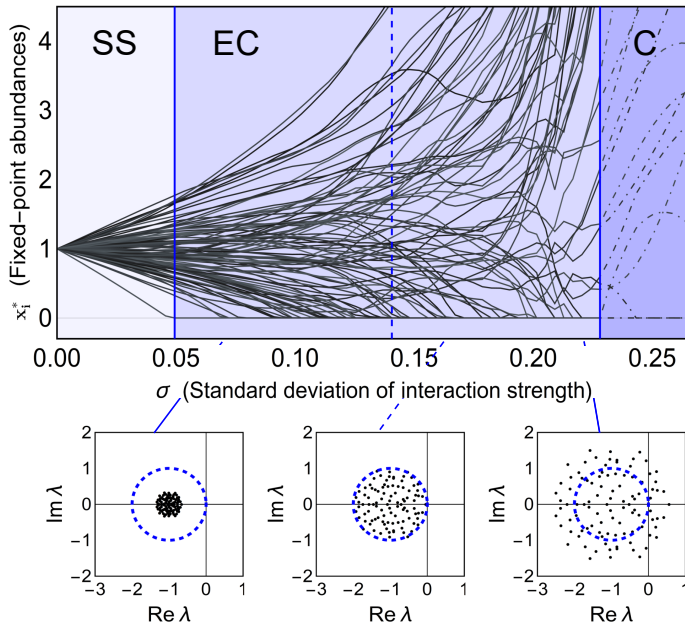 SS EC C
4
3
2
1
0
x_i^* (Fixed−point abundances)
0.00 0.05 0.10 0.15 0.20 0.25
σ (Standard deviation of interaction strength)
2
1
0
−1
−2
Im λ
−3 −2 −1 0 1
Re λ
2
1
0
−1
−2
Im λ
−3 −2 −1 0 1
Re λ
2
1
0
−1
−2
Im λ
−3 −2 −1 0 1
Re λ